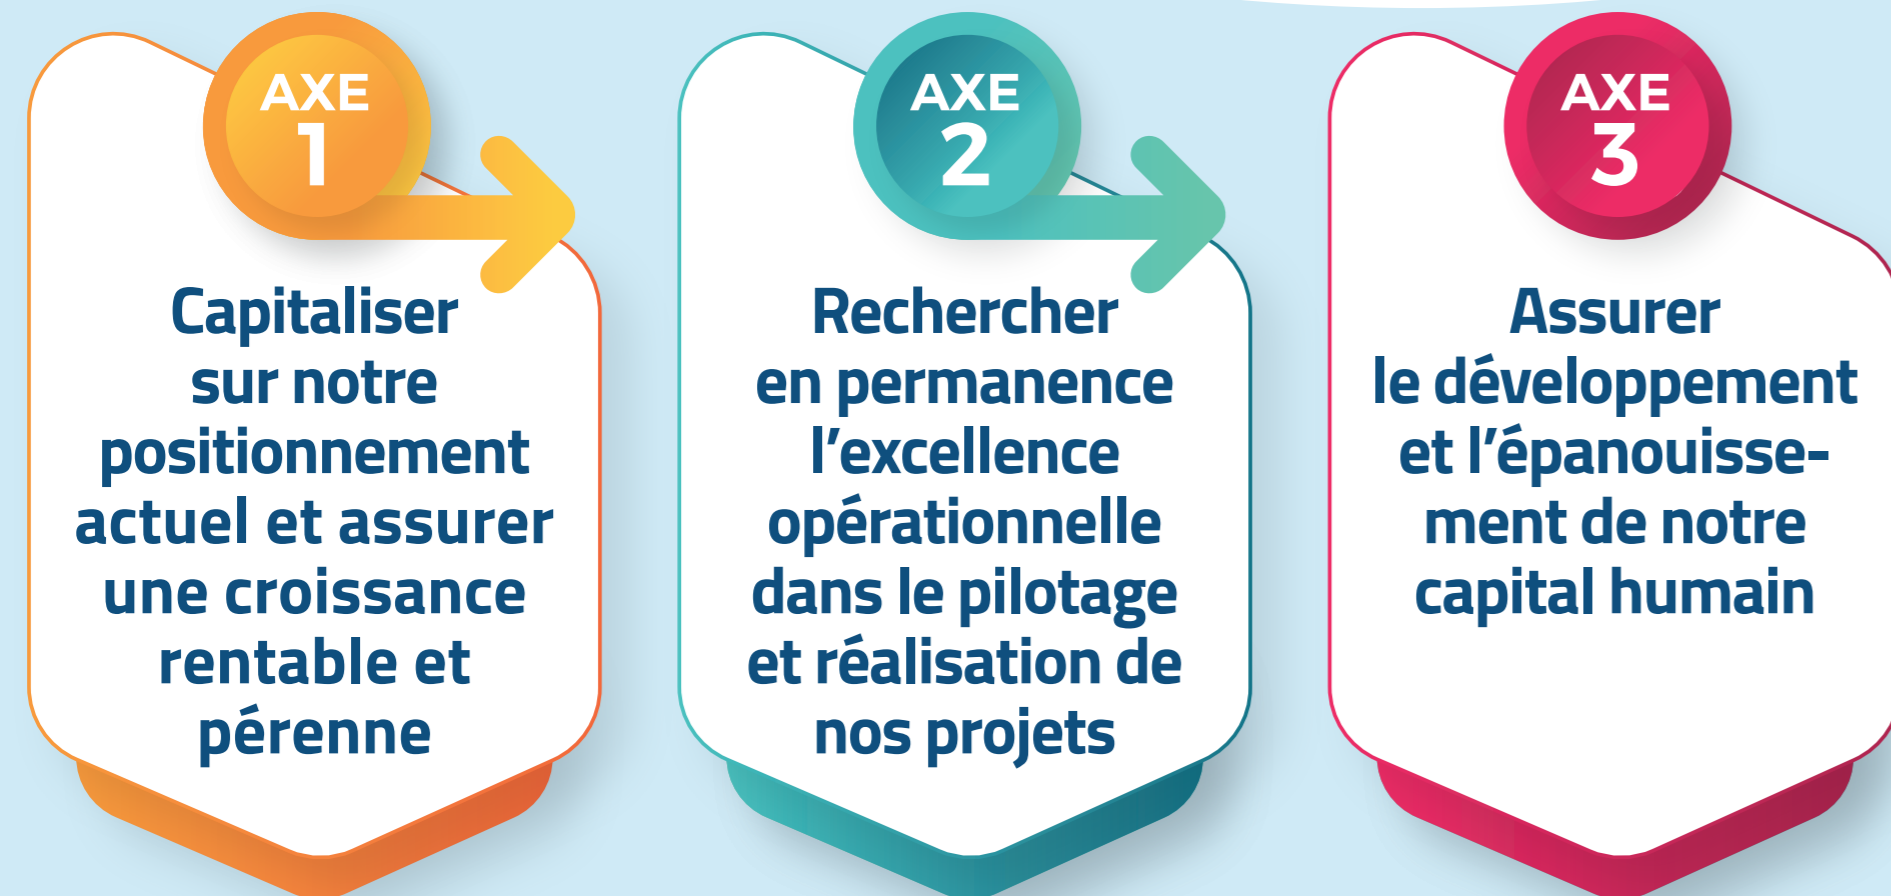 AXE
1
Capitaliser
sur notre
positionnement
actuel et assurer
une croissance
rentable et
pérenne
AXE
2
Rechercher
en permanence
l’excellence
opérationnelle
dans le pilotage
et réalisation de
nos projets
AXE
3
Assurer
le développement
et l’épanouisse-
ment de notre
capital humain